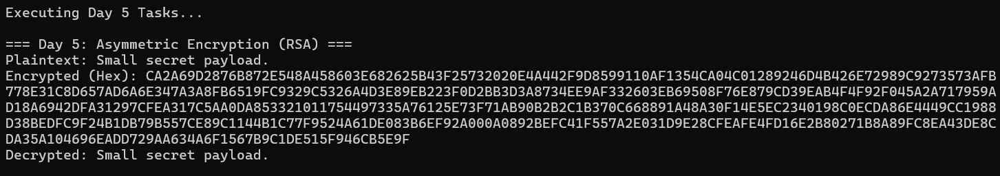 Executing Day 5 Tasks...
=== Day 5: Asymmetric Encryption (RSA) ===
Plaintext: Small secret payload.
Encrypted (Hex): CA2A69D2876B872E548A458603E682625B43F25732020E4A442F9D8599110AF1354CA04C01289246D4B426E72989C9273573AFB
778E31C8D657AD6A6E347A3A8FB6519FC9329C5326A4D3E89EB223F0D2BB3D3A8734EE9AF332603EB69508F76E879CD39EAB4F4F92F045A2A717959A
D18A6942DFA31297CFEA317C5AA0DA853321011754497335A76125E73F71AB90B2B2C1B370C668891A48A30F14E5EC2340198C0ECDA86E4449CC1988
D38BEDFC9F24B1DB79B557CE89C1144B1C77F9524A61DE083B6EF92A000A0892BEFC41F557A2E031D9E28CFEAFE4FD16E2B80271B8A89FC8EA43DE8C
DA35A104696EADD729AA634A6F1567B9C1DE515F946CB5E9F
Decrypted: Small secret payload.